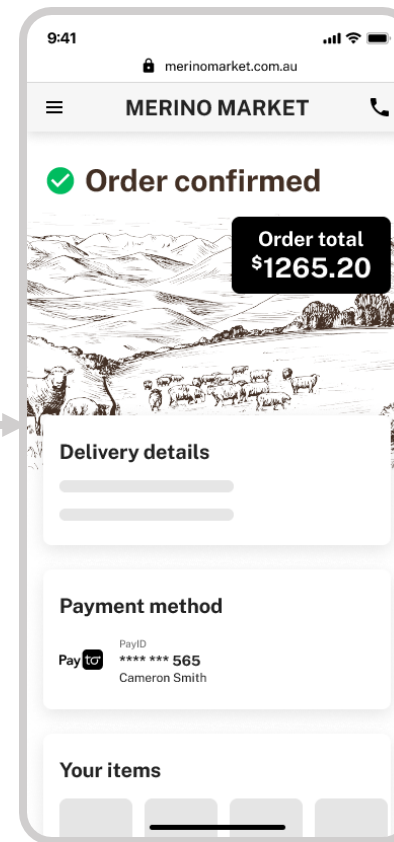 9:41
merinomarket.com.au
MERINO MARKET
Order confirmed
Order total
$1265.20
Delivery details
Payment method
PayID
Pay to
**** *** 565
Cameron Smith
Your items